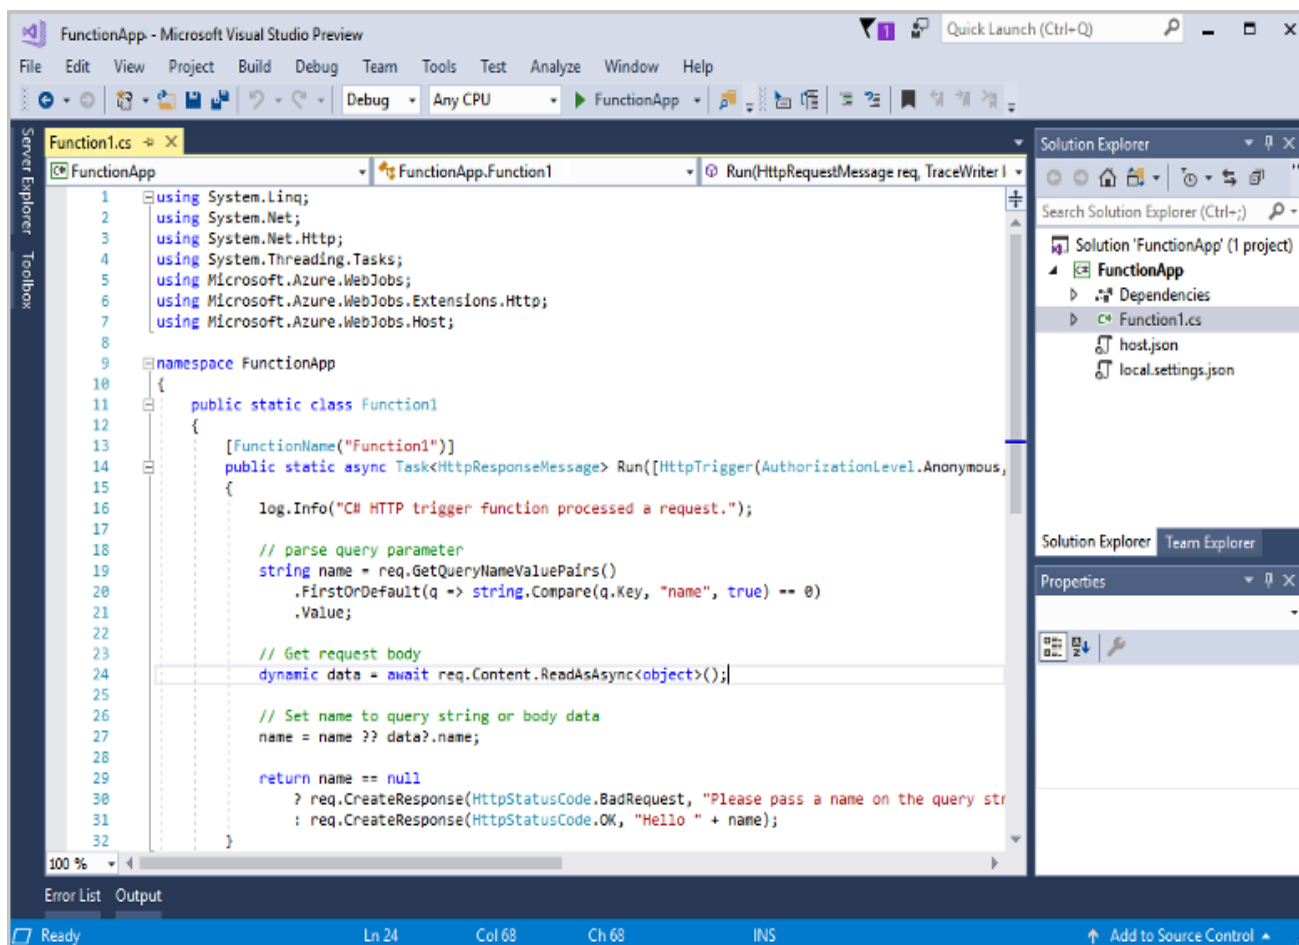 FunctionApp - Microsoft Visual Studio Preview
1
Quick Launch (Ctrl+Q)
File Edit View Project Build Debug Team Tools Test Analyze Window Help
Debug Any CPU FunctionApp
Server Explorer
Toolbox
Function1.cs
FunctionApp FunctionApp.Function1 Run(HttpRequestMessage req, TraceWriter l
1 using System.Linq;
2 using System.Net;
3 using System.Net.Http;
4 using System.Threading.Tasks;
5 using Microsoft.Azure.WebJobs;
6 using Microsoft.Azure.WebJobs.Extensions.Http;
7 using Microsoft.Azure.WebJobs.Host;
8
9 namespace FunctionApp
10 {
11 public static class Function1
12 {
13 [FunctionName("Function1")]
14 public static async Task<HttpResponseMessage> Run([HttpTrigger(AuthorizationLevel.Anonymous,
15 {
16 log.Info("C# HTTP trigger function processed a request.");
17
18 // parse query parameter
19 string name = req.GetQueryNameValuePairs()
20 .FirstOrDefault(q => string.Compare(q.Key, "name", true) == 0)
21 .Value;
22
23 // Get request body
24 dynamic data = await req.Content.ReadAsAsync<object>();
25
26 // Set name to query string or body data
27 name = name ?? data?.name;
28
29 return name == null
30 ? req.CreateResponse(HttpStatusCode.BadRequest, "Please pass a name on the query str
31 : req.CreateResponse(HttpStatusCode.OK, "Hello " + name);
32 }
100 %
Solution Explorer
Search Solution Explorer (Ctrl+;)
Solution 'FunctionApp' (1 project)
FunctionApp
Dependencies
C# Function1.cs
host.json
local.settings.json
Solution Explorer Team Explorer
Properties
Error List Output
Ready Ln 24 Col 68 Ch 68 INS Add to Source Control